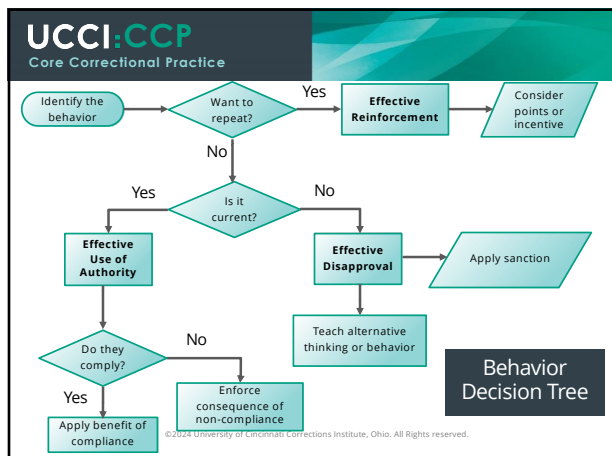 UCCI:CCP
Core Correctional Practice
Identify the
behavior
Want to
repeat?
Yes
Effective
Reinforcement
Consider
points or
incentive
No
Is it
current?
Yes
No
Effective
Use of
Authority
Effective
Disapproval
Apply sanction
Teach alternative
thinking or behavior
Do they
comply?
No
Yes
Enforce
consequence of
non-compliance
Apply benefit of
compliance
Behavior
Decision Tree
©2024 University of Cincinnati Corrections Institute, Ohio. All Rights reserved.